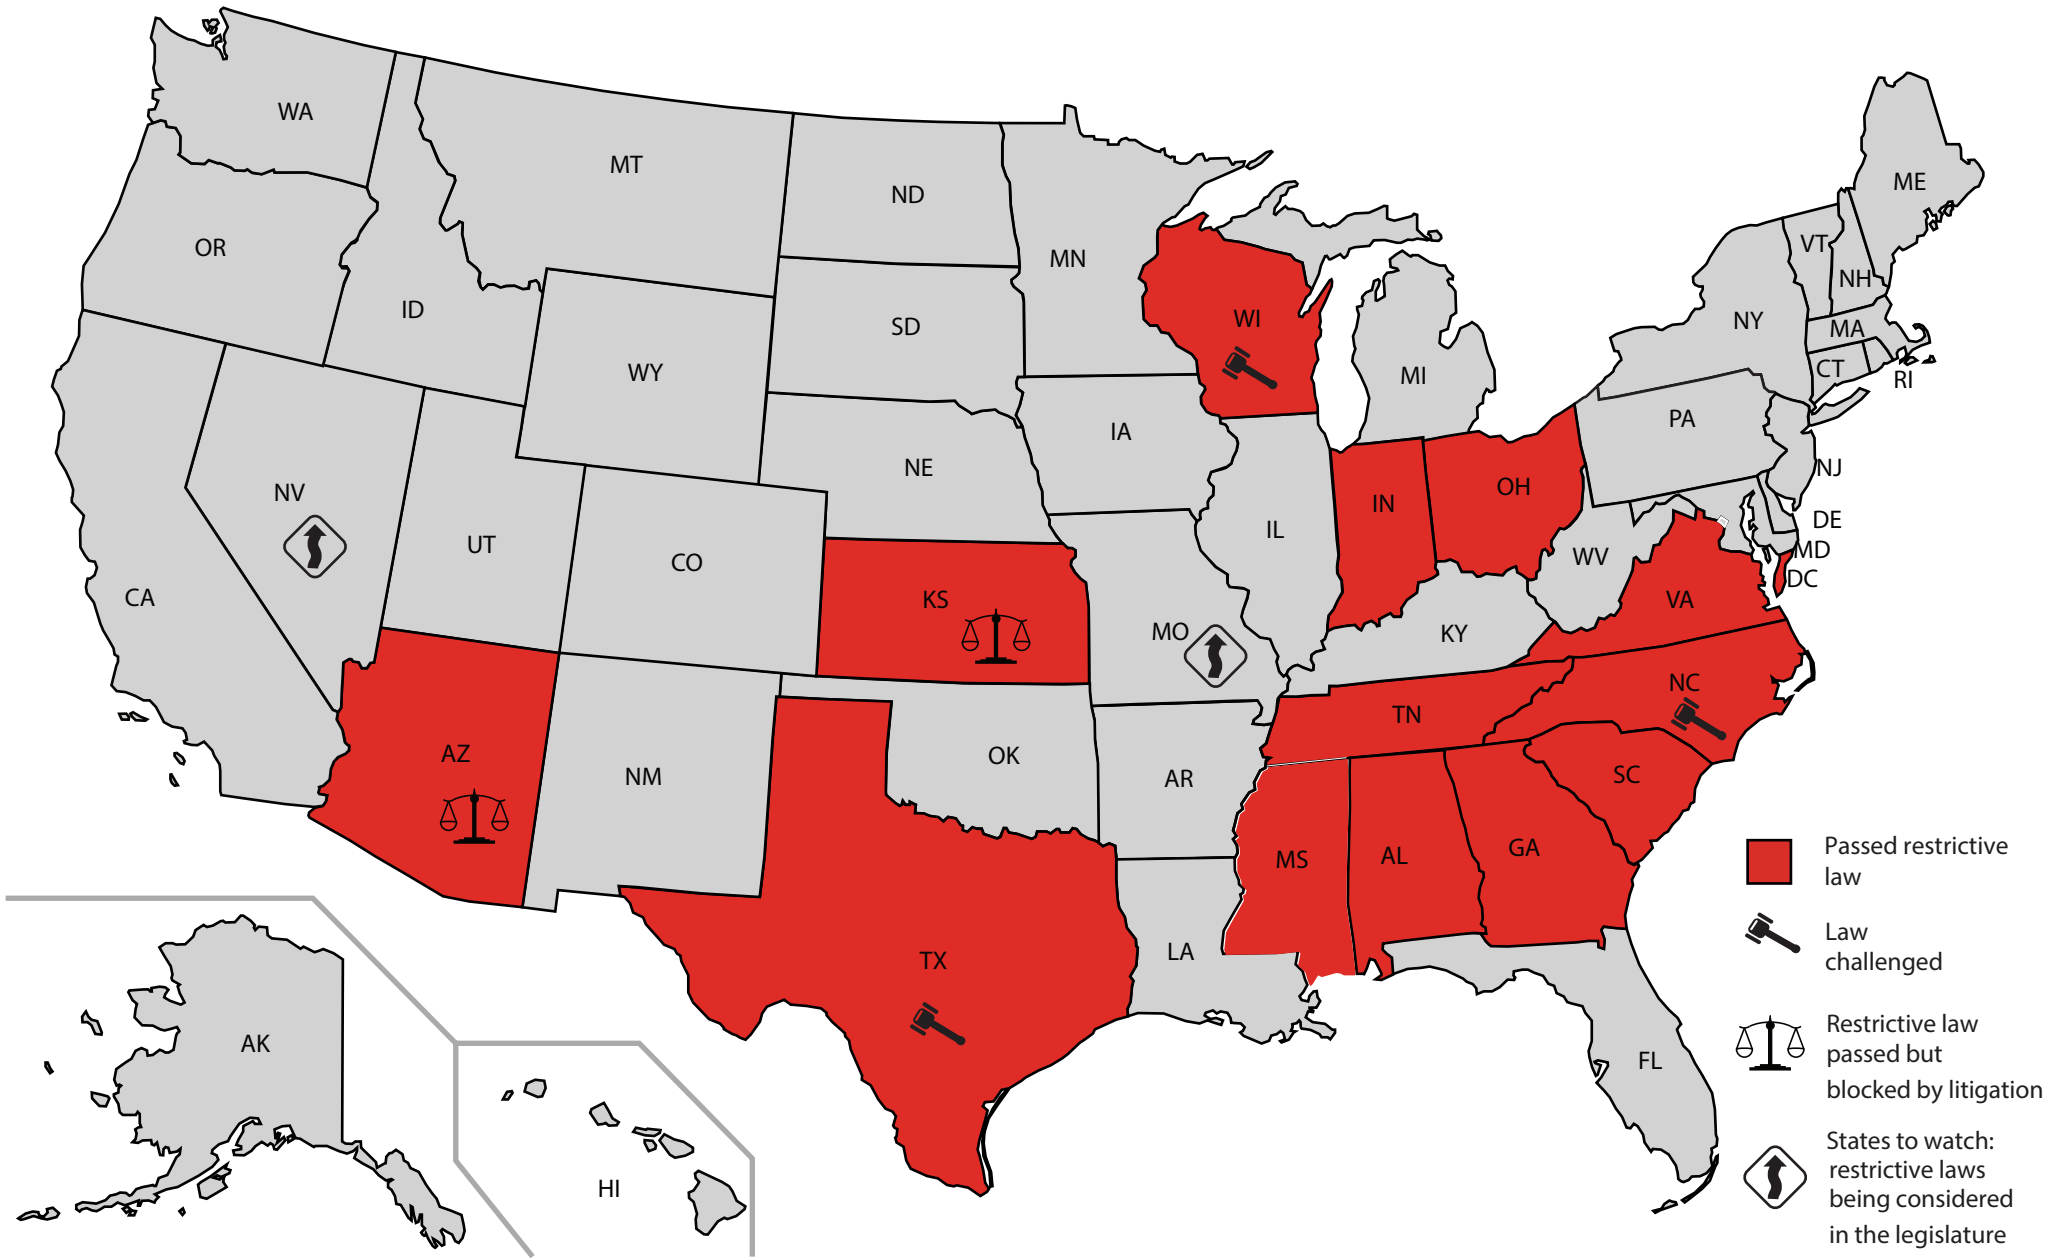 WA
MT
ND
ME
OR
MN
VT
NH
ID
SD
WI
NY
MA
WY
MI
CT
RI
IA
PA
NE
NJ
NV
IN
OH
UT
CO
IL
DE
WV
MD
CA
KS
DC
VA
MO
KY
NC
TN
AZ
NM
OK
AR
SC
MS
AL
GA
LA
TX
AK
FL
HI
Passed restrictive
law
Law
challenged
Restrictive law
passed but
blocked by litigation
States to watch:
restrictive laws
being considered
in the legislature